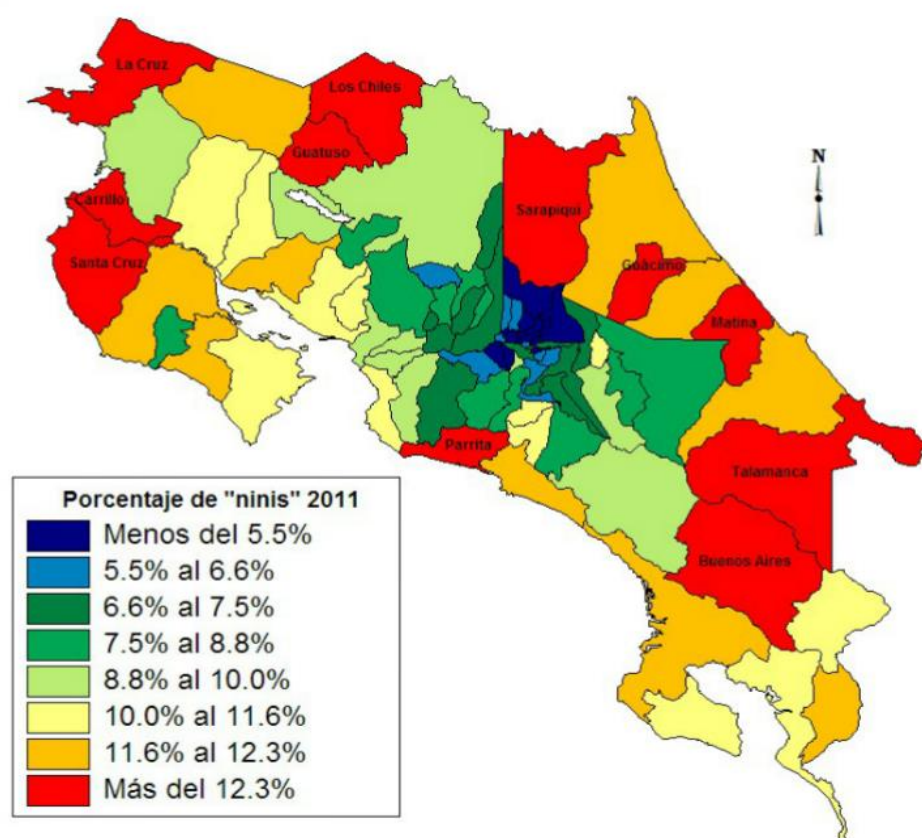 La Cruz
Los Chiles
Guatuso
N
Carrillo
Sarapiquí
Santa Cruz
Guácimo
Matina
Parrita
Talamanca
Buenos Aires
Porcentaje de "ninis" 2011
Menos del 5.5%
5.5% al 6.6%
6.6% al 7.5%
7.5% al 8.8%
8.8% al 10.0%
10.0% al 11.6%
11.6% al 12.3%
Más del 12.3%